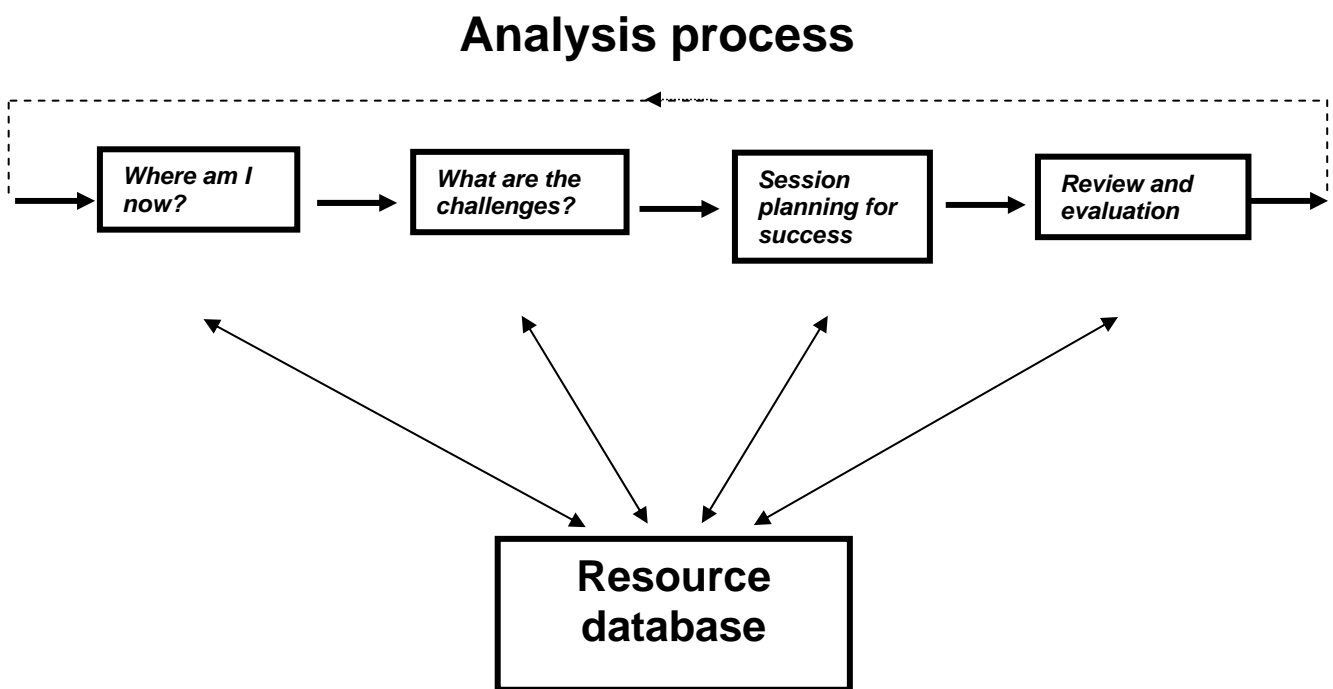 Analysis process
Where am I
now?
What are the
challenges?
Session
planning for
success
Review and
evaluation
Resource
database